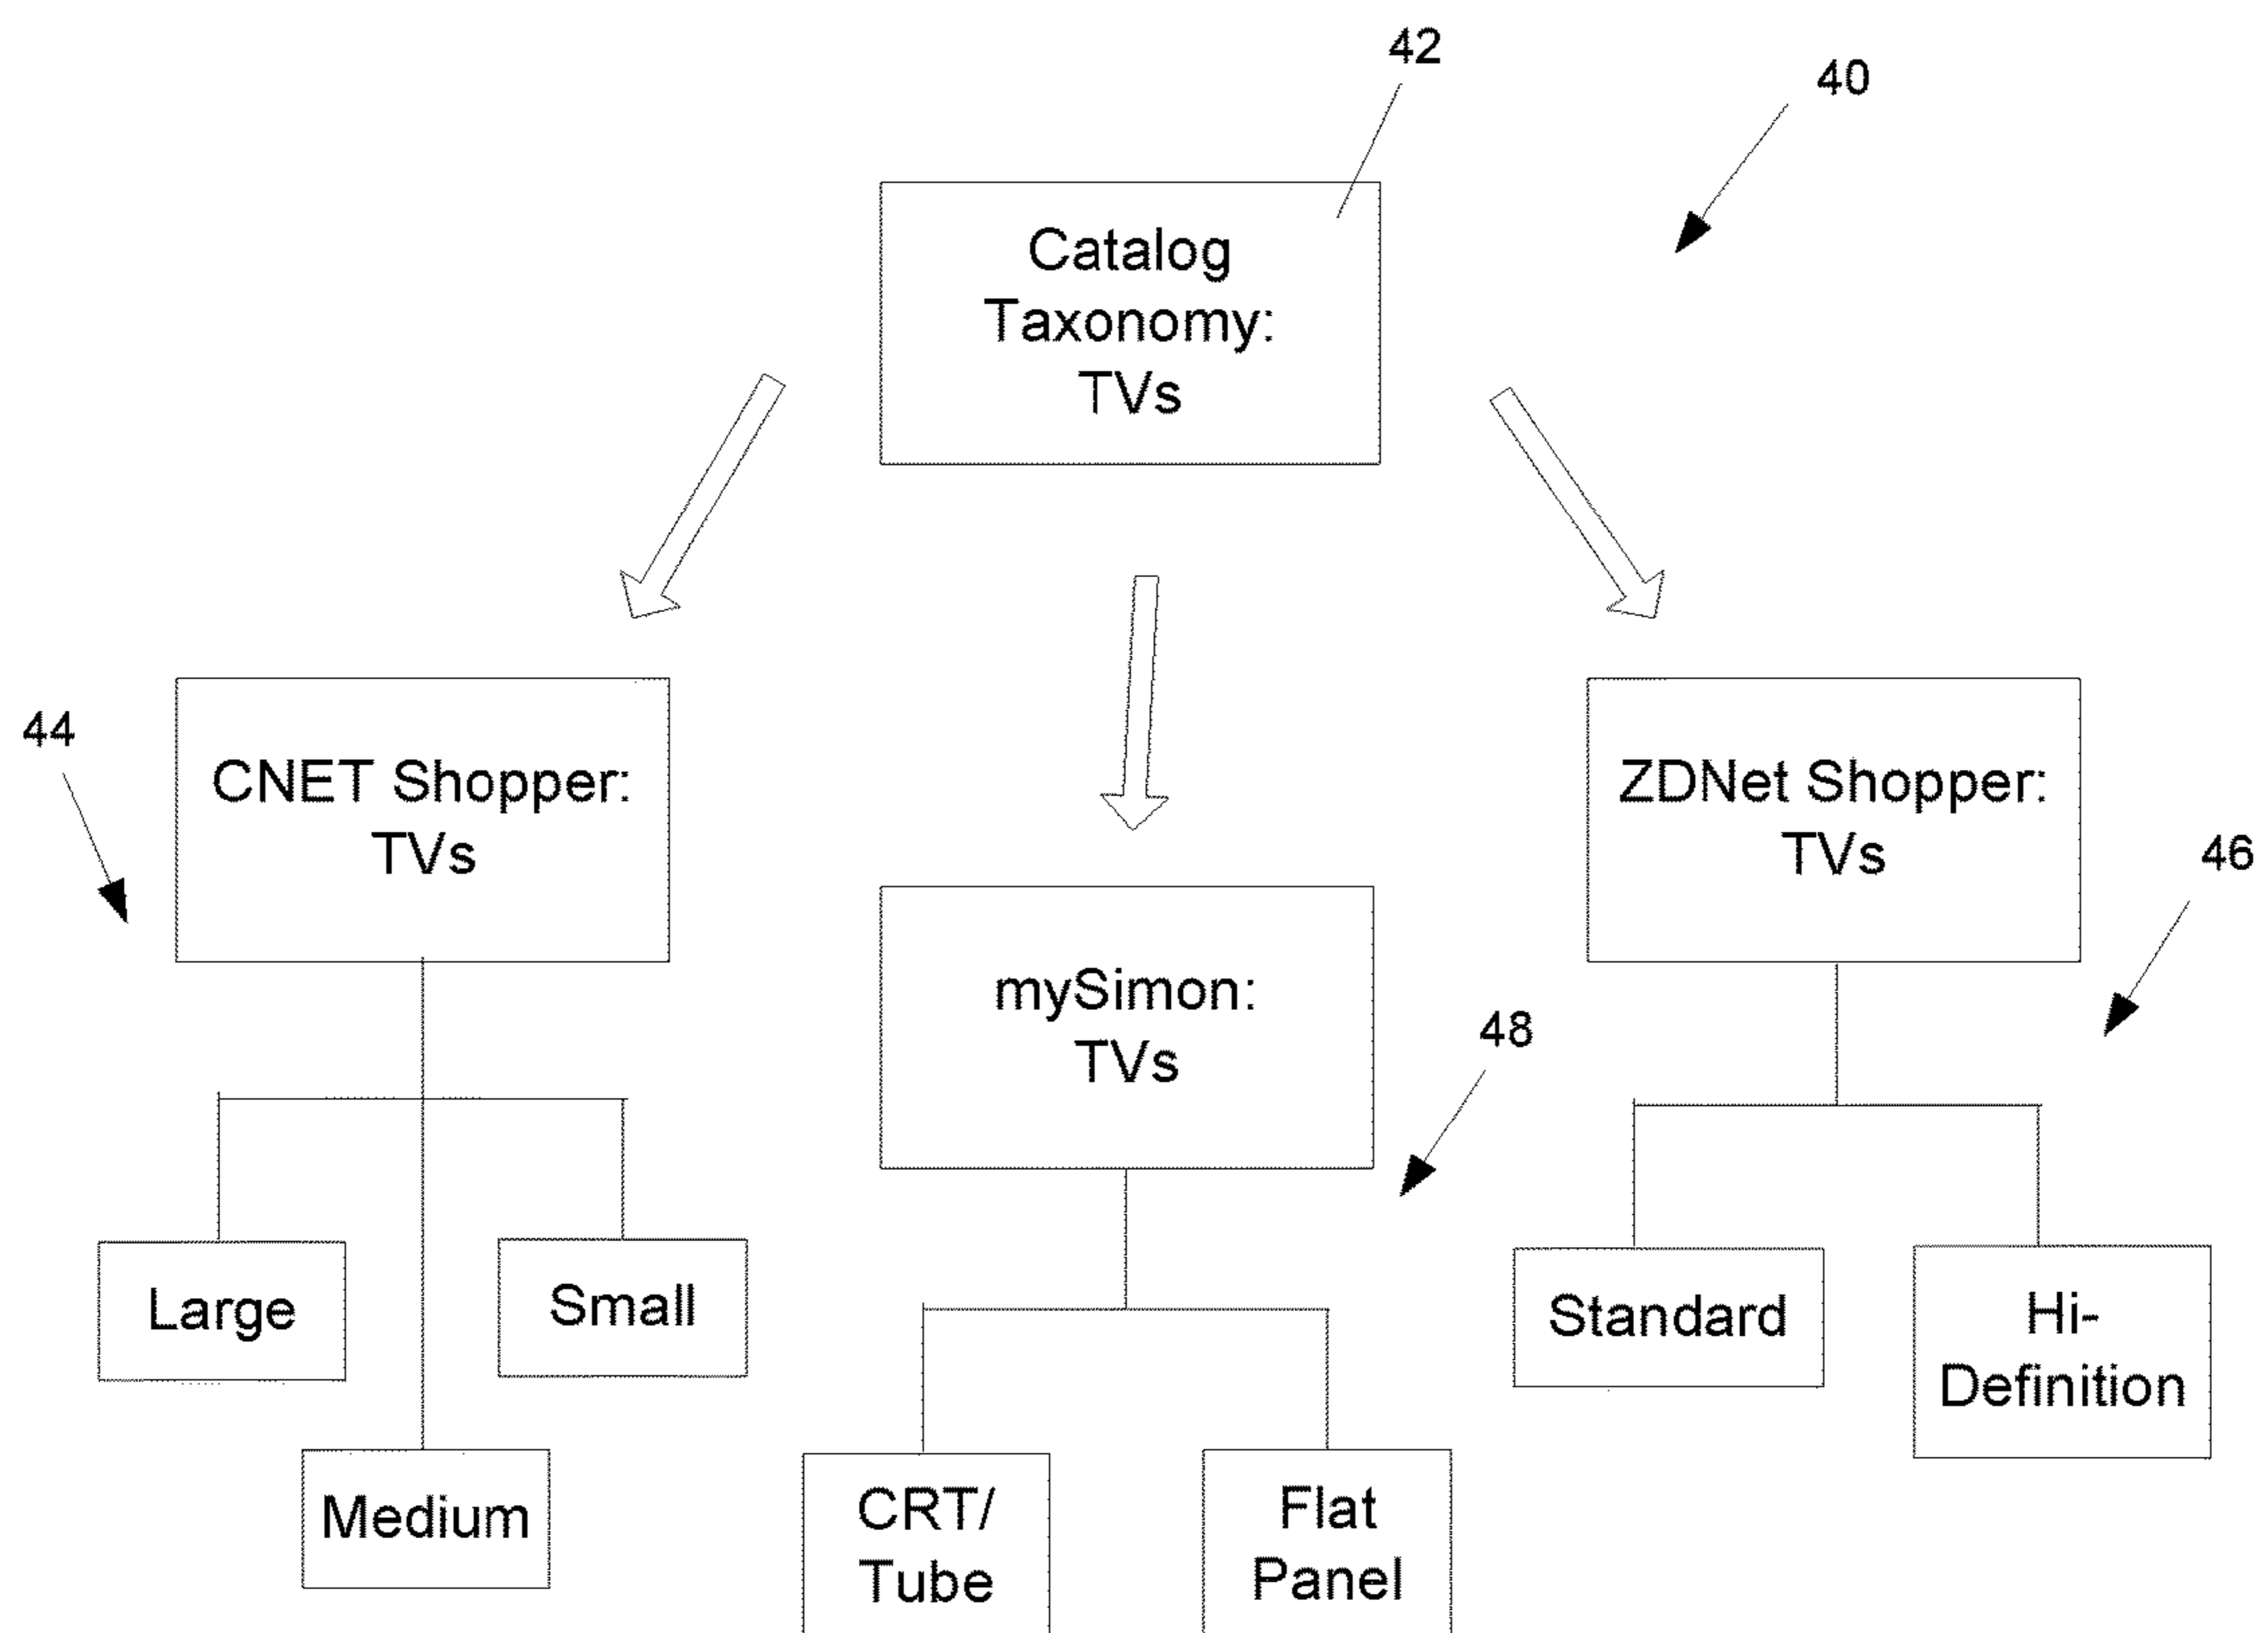 42
40
Catalog
Taxonomy:
TVs
44
CNET Shopper:
TVs
mySimon:
TVs
ZDNet Shopper:
TVs
46
48
Large
Small
Medium
CRT/
Tube
Flat
Panel
Standard
Hi-
Definition